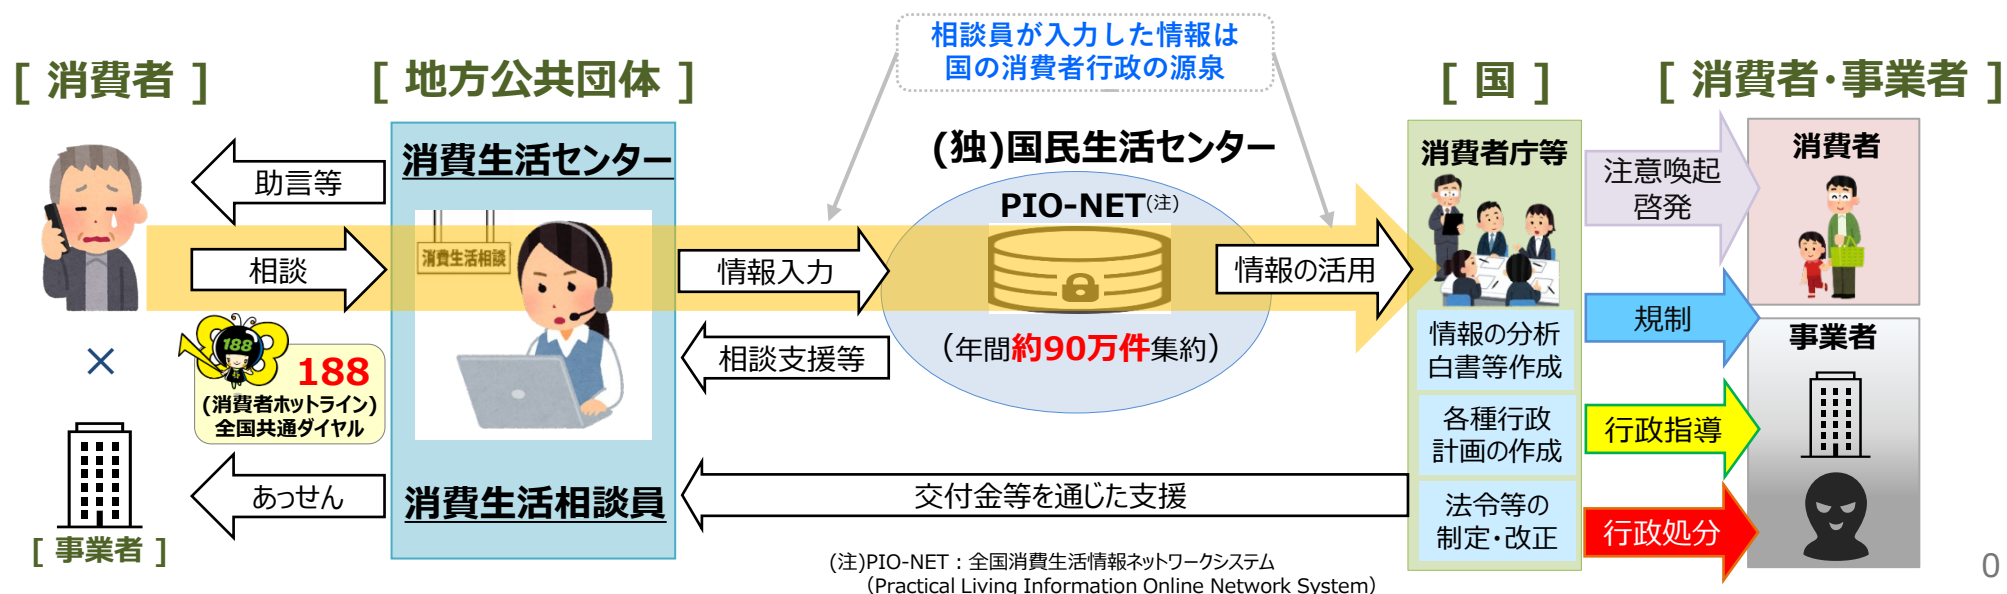 相談員が入力した情報は
国の消費者行政の源泉
[ 消費者 ]
[ 地方公共団体 ]
[ 国 ]
[ 消費者・事業者 ]
助言等
相談
188
188
(消費者ホットライン)
全国共通ダイヤル
×
あっせん
[ 事業者 ]
消費生活センター
消費生活相談
消費生活相談員
情報入力
相談支援等
(独)国民生活センター
PIO-NET(注)
（年間約90万件集約）
情報の活用
交付金等を通じた支援
消費者庁等
情報の分析
白書等作成
各種行政
計画の作成
法令等の
制定・改正
注意喚起
啓発
規制
行政指導
行政処分
消費者
事業者
(注)PIO-NET：全国消費生活情報ネットワークシステム
（Practical Living Information Online Network System）
0